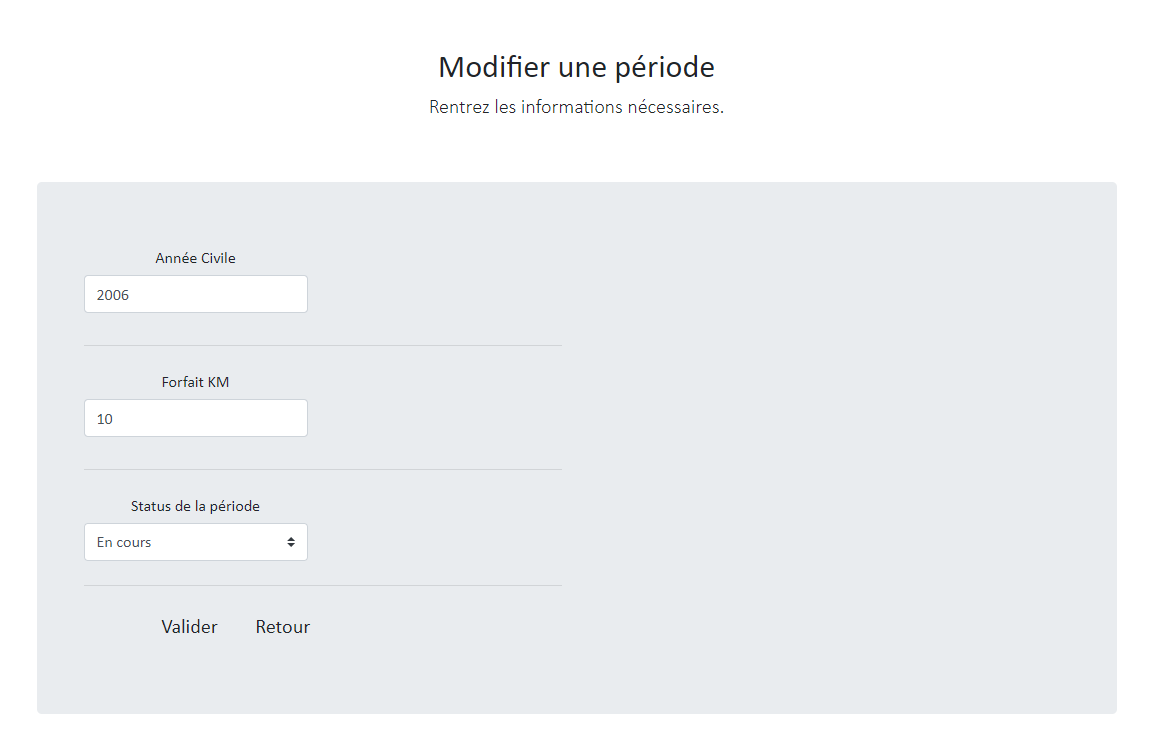 Modifier une période
Rentrez les informations nécessaires.
Année Civile
2006
Forfait KM
10
Status de la période
En cours
Valider Retour